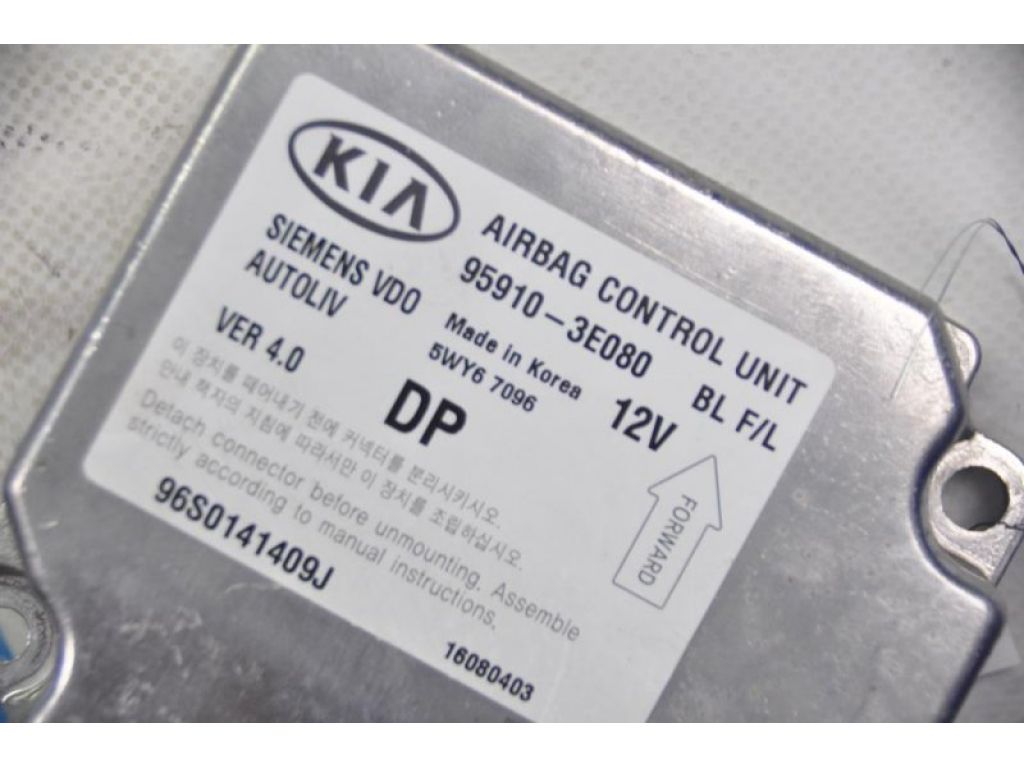 KIA
AIRBAG CONTROL UNIT
95910-3E080 BL F/L
SIEMENS VDO
AUTOLIV
Made in Korea
5WY6 7096
12V
VER 4.0
DP
이 장치를 떼어내기 전에 커넥터를 분리시키시오.
안내 책자의 지침에 따라서만 이 장치를 조립하십시오.
Detach connector before unmounting. Assemble
strictly according to manual instructions.
FORWARD
96S0141409J
16080403